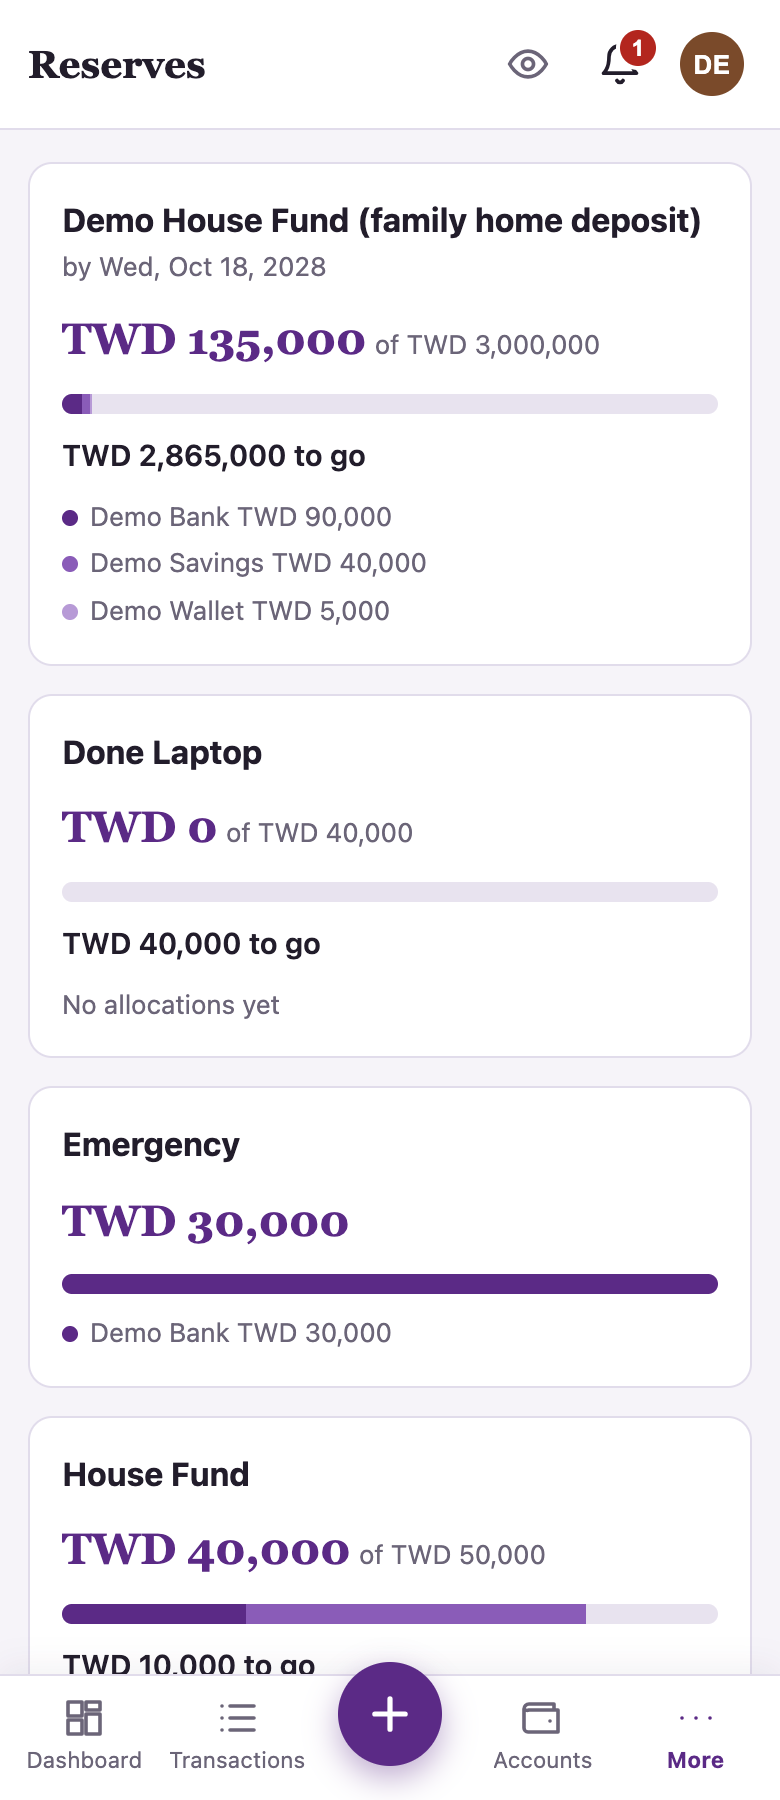 Reserves
1
DE
Demo House Fund (family home deposit)
by Wed, Oct 18, 2028
TWD 135,000 of TWD 3,000,000
TWD 2,865,000 to go
Demo Bank TWD 90,000
Demo Savings TWD 40,000
Demo Wallet TWD 5,000
Done Laptop
TWD 0 of TWD 40,000
TWD 40,000 to go
No allocations yet
Emergency
TWD 30,000
Demo Bank TWD 30,000
House Fund
TWD 40,000 of TWD 50,000
TWD 10,000 to go
Dashboard
Transactions
Accounts
More